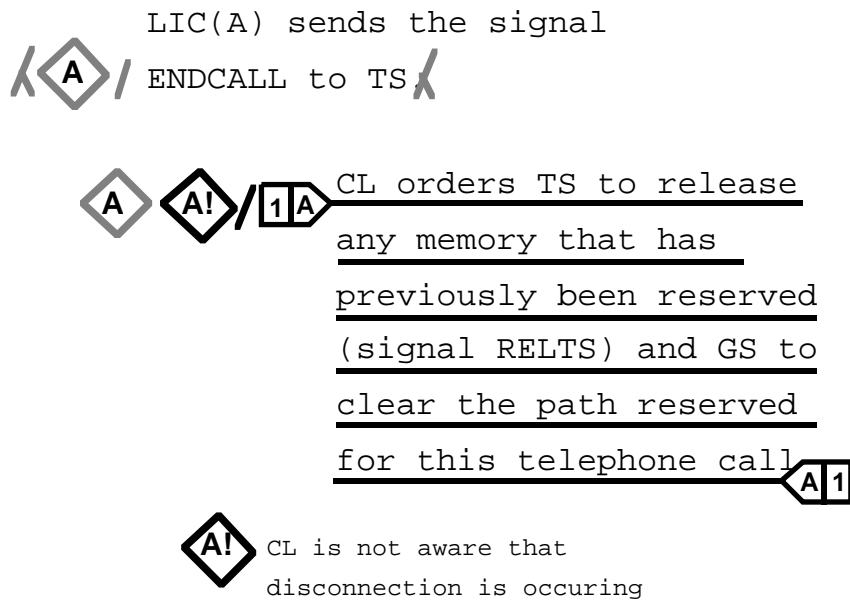 LIC(A) sends the signal
A / ENDCALL to TS.
A A! / 1 A CL orders TS to release
any memory that has
previously been reserved
(signal RELTS) and GS to
clear the path reserved
for this telephone call
A 1
A! CL is not aware that
disconnection is occuring